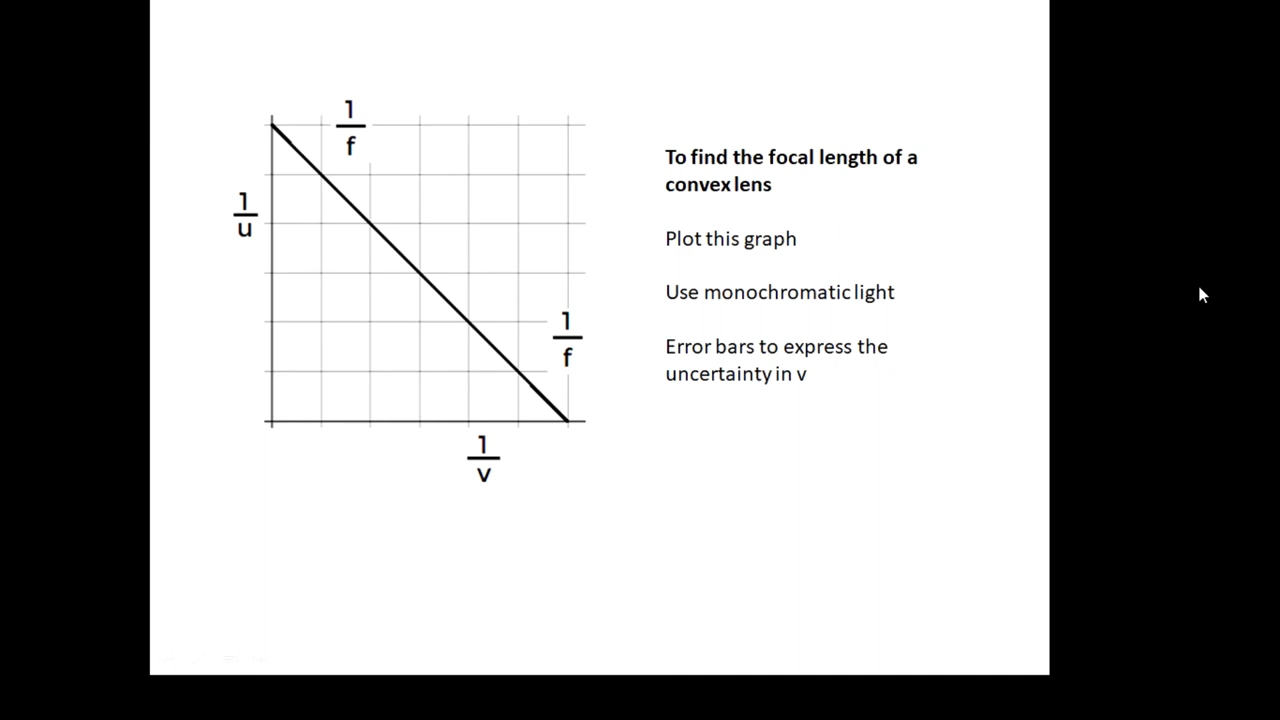 1
f
1
u
1
f
1
v
To find the focal length of a
convex lens
Plot this graph
Use monochromatic light
Error bars to express the
uncertainty in v